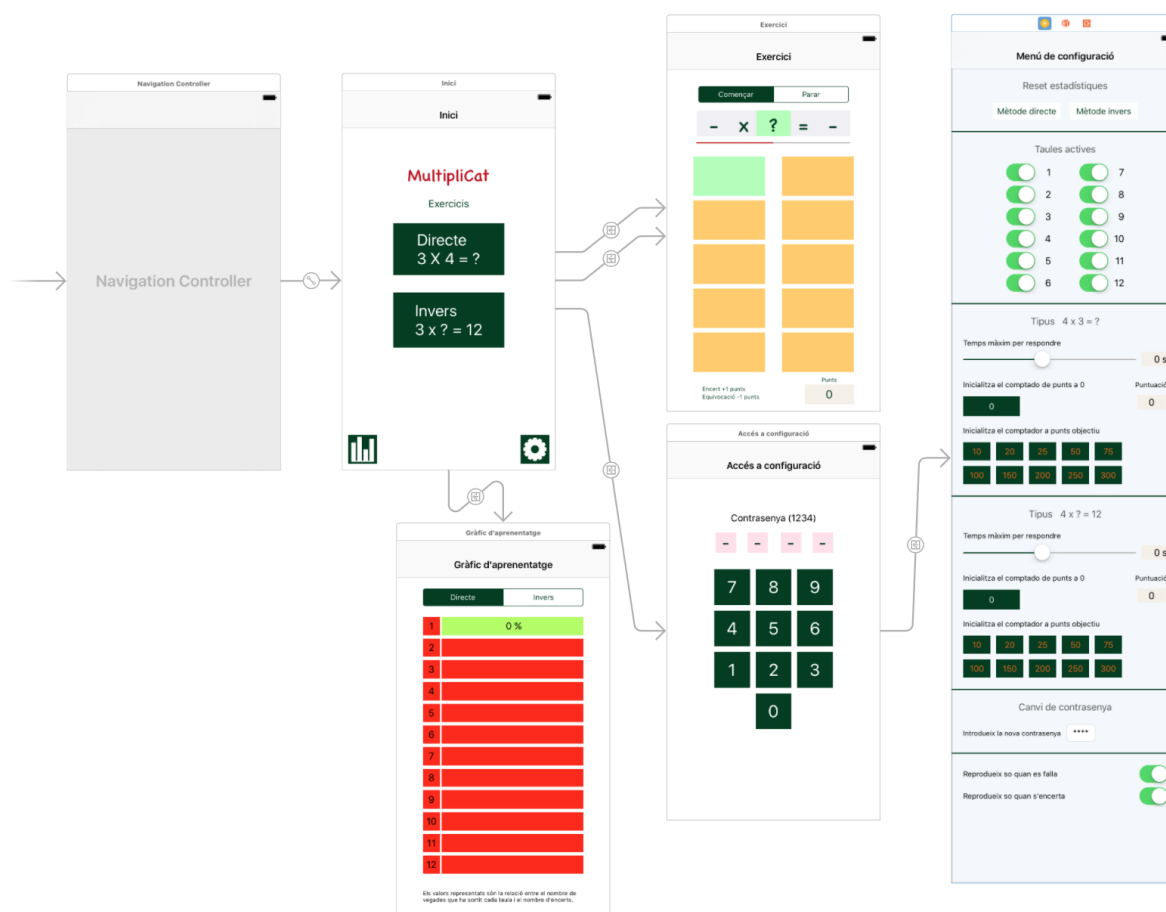 Navigation Controller
Navigation Controller
Inici
Inici
MultipliCat
Exercicis
Directe
3 X 4 = ?
Invers
3 x ? = 12
Gràfic d'aprenentatge
Gràfic d'aprenentatge
Directe Invers
1 0 %
2
3
4
5
6
7
8
9
10
11
12
Els valors representats són la relació entre el nombre de
vegades que ha sortit cada taula i el nombre d'encerts.
Exercici
Exercici
Començar Parar
- x ? = -
Encert +1 punts
Equivocació -1 punts
Punts
0
Accés a configuració
Accés a configuració
Contrasenya (1234)
- - - -
7 8 9
4 5 6
1 2 3
0
Menú de configuració
Reset estadístiques
Mètode directe Mètode invers
Taules actives
1 7
2 8
3 9
4 10
5 11
6 12
Tipus 4 x 3 = ?
Temps màxim per respondre
0 s
Inicialitza el comptado de punts a 0 Puntuació
0 0
Inicialitza el comptador a punts objectiu
10 20 25 50 75
100 150 200 250 300
Tipus 4 x ? = 12
Temps màxim per respondre
0 s
Inicialitza el comptado de punts a 0 Puntuació
0 0
Inicialitza el comptador a punts objectiu
10 20 25 50 75
100 150 200 250 300
Canvi de contrasenya
Introdueix la nova contrasenya ****
Reprodueix so quan es falla
Reprodueix so quan s'encerta